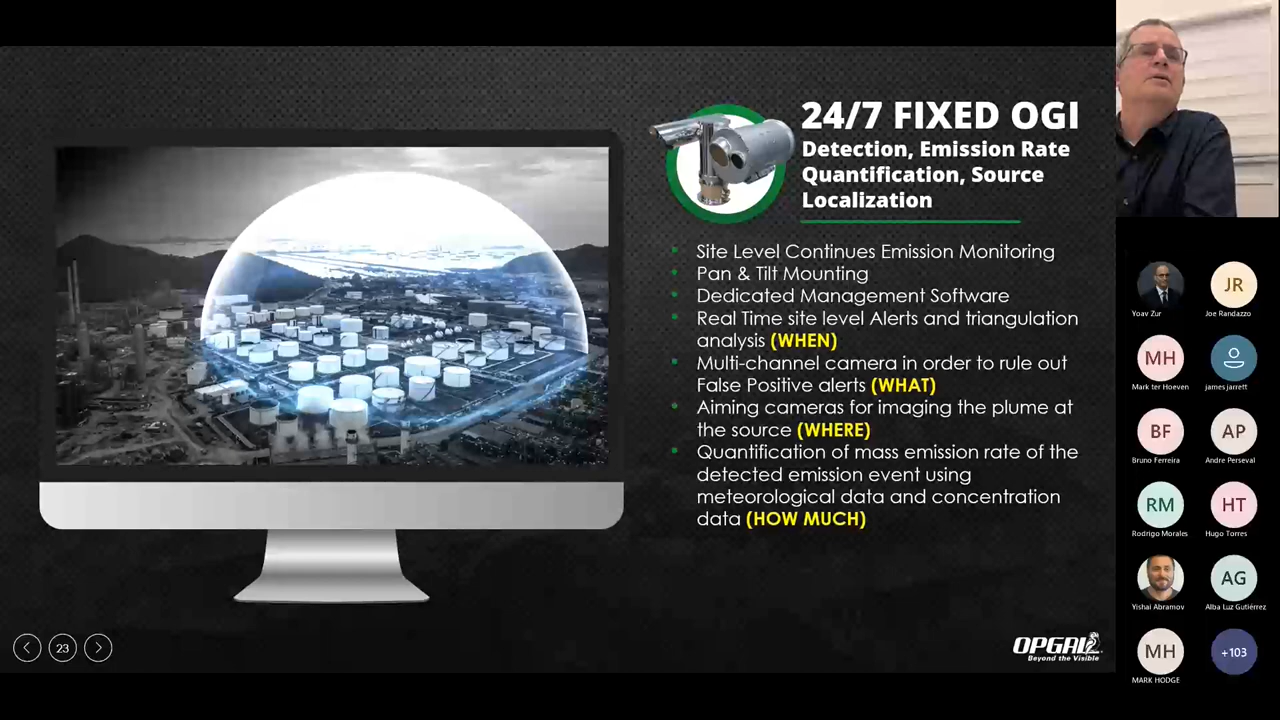 24/7 FIXED OGI
Detection, Emission Rate
Quantification, Source
Localization
Site Level Continues Emission Monitoring
Pan & Tilt Mounting
Dedicated Management Software
Real Time site level Alerts and triangulation
analysis (WHEN)
Multi-channel camera in order to rule out
False Positive alerts (WHAT)
Aiming cameras for imaging the plume at
the source (WHERE)
Quantification of mass emission rate of the
detected emission event using
meteorological data and concentration
data (HOW MUCH)
23
OPGAL
Beyond the Visible
Yoav Zur
JR
Joe Randazzo
MH
Mark ter Hoeven
james jarrett
BF
Bruno Ferreira
AP
Andre Perseval
RM
Rodrigo Morales
HT
Hugo Torres
Yishai Abramov
AG
Alba Luz Gutiérrez
MH
MARK HODGE
+103